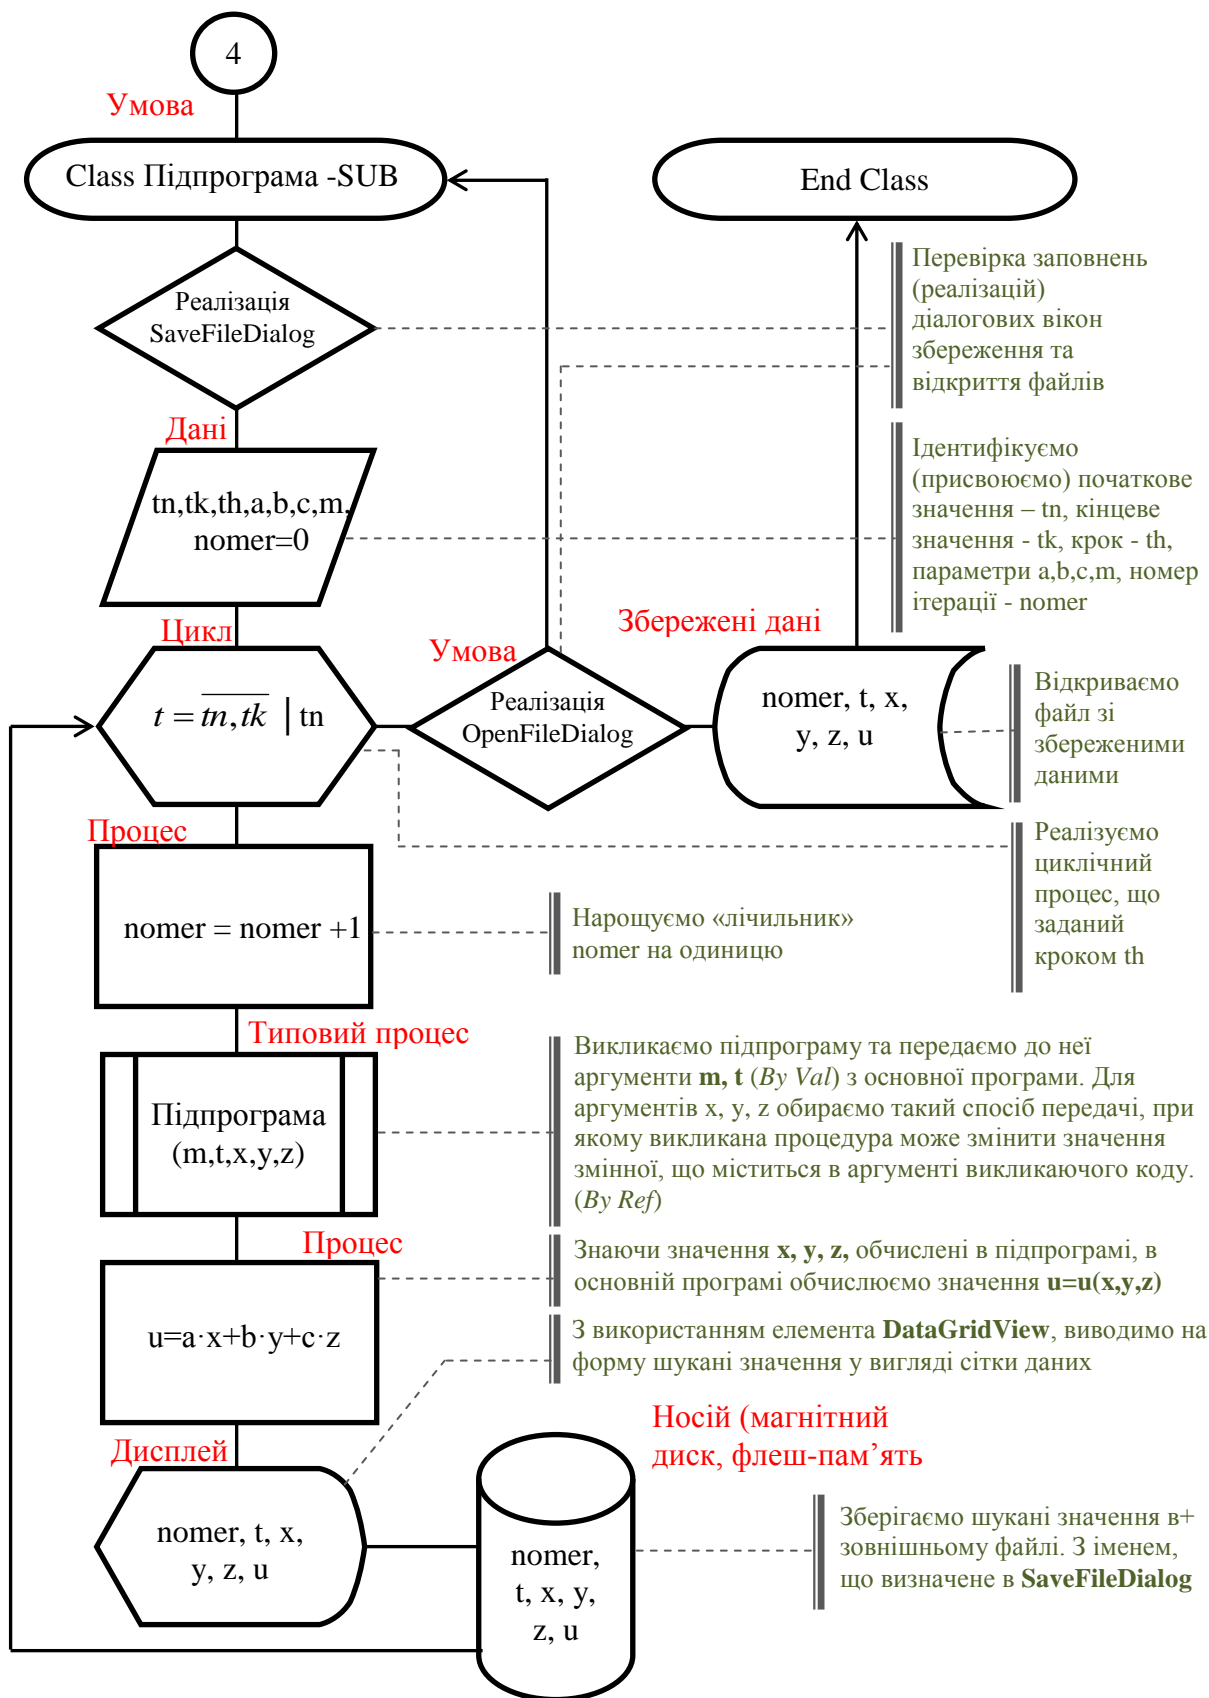 4
Умова
Class Підпрограма -SUB
End Class
Реалізація
SaveFileDialog
Перевірка заповнень
(реалізацій)
діалогових вікон
збереження та
відкриття файлів
Дані
tn,tk,th,a,b,c,m,
nomer=0
Ідентифікуємо
(присвоюємо) початкове
значення – tn, кінцеве
значення - tk, крок - th,
параметри a,b,c,m, номер
ітерації - nomer
Цикл
t = tn, tk | tn
Умова
Реалізація
OpenFileDialog
Збережені дані
nomer, t, x,
y, z, u
Відкриваємо
файл зі
збереженими
даними
Процес
nomer = nomer +1
Нарощуємо «лічильник»
nomer на одиницю
Реалізуємо
циклічний
процес, що
заданий
кроком th
Типовий процес
Підпрограма
(m,t,x,y,z)
Викликаємо підпрограму та передаємо до неї
аргументи m, t (By Val) з основної програми. Для
аргументів x, y, z обираємо такий спосіб передачі, при
якому викликана процедура може змінити значення
змінної, що міститься в аргументі викликаючого коду.
(By Ref)
Процес
u=a·x+b·y+c·z
Знаючи значення x, y, z, обчислені в підпрограмі, в
основній програмі обчислюємо значення u=u(x,y,z)
З використанням елемента DataGridView, виводимо на
форму шукані значення у вигляді сітки даних
Дисплей
nomer, t, x,
y, z, u
Носій (магнітний
диск, флеш-пам’ять
nomer,
t, x, y,
z, u
Зберігаємо шукані значення в+
зовнішньому файлі. З іменем,
що визначене в SaveFileDialog